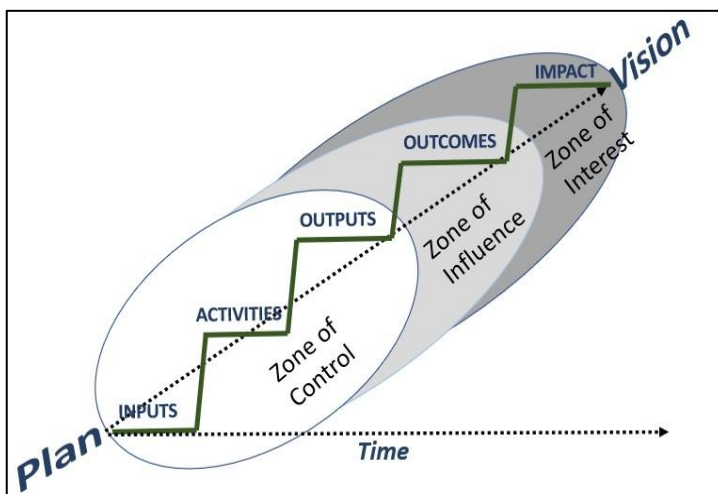 Vision
IMPACT
Zone of
Interest
OUTCOMES
Zone of
Influence
OUTPUTS
ACTIVITIES
Zone of
Control
INPUTS
Plan
Time